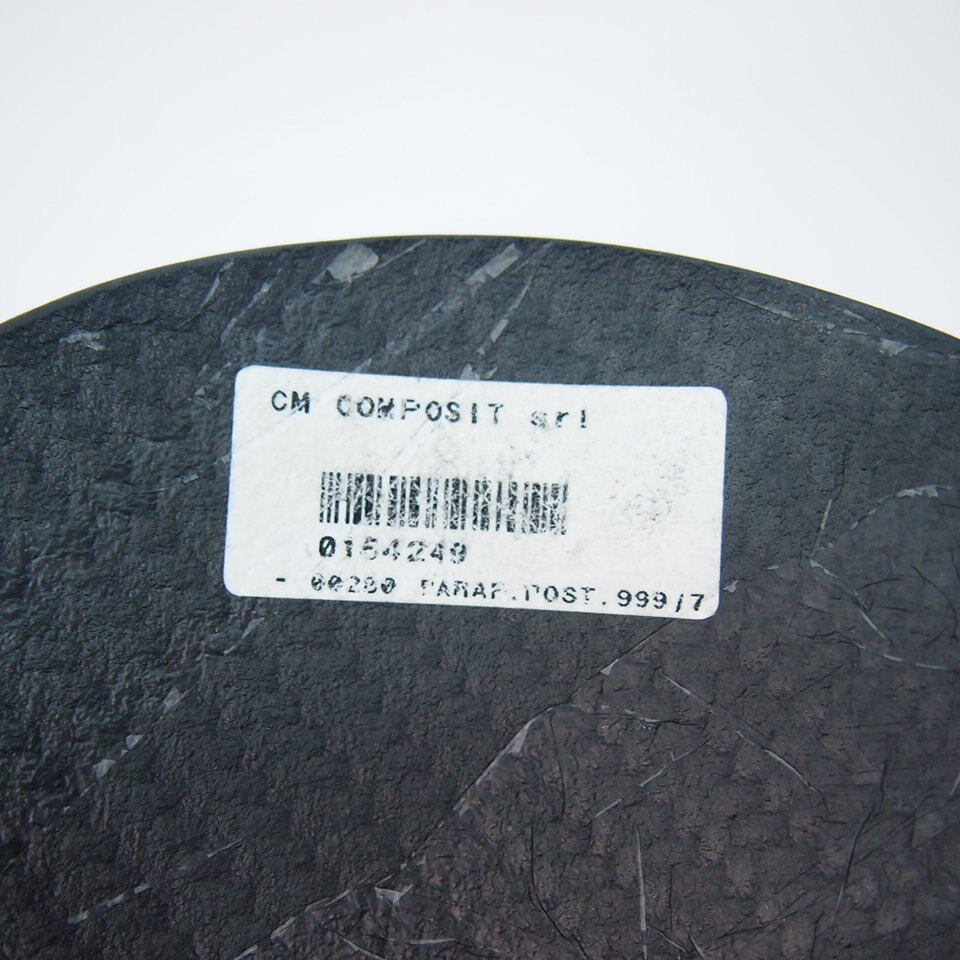 CM COMPOSIT srl
0154249
- 00280 PARAF.POST.999/7